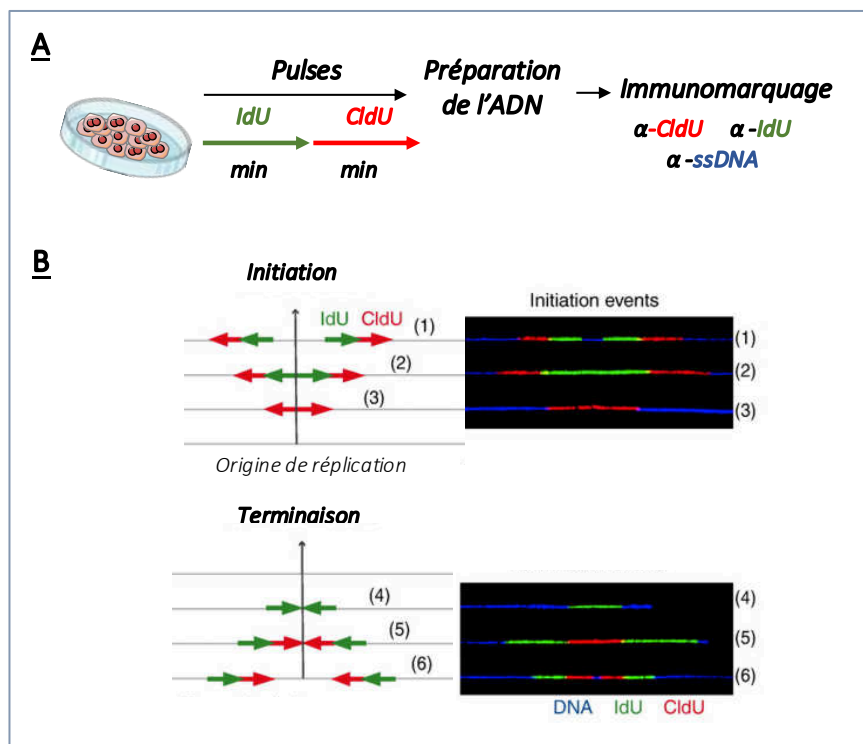 A
Pulses
Préparation
de l'ADN
Immunomarquage
IdU
CldU
α-CldU α-IdU
α-ssDNA
min
min
B
Initiation
Initiation events
IdU CldU
(1)
(1)
(2)
(2)
(3)
(3)
Origine de réplication
Terminaison
(4)
(4)
(5)
(5)
(6)
(6)
DNA IdU CldU